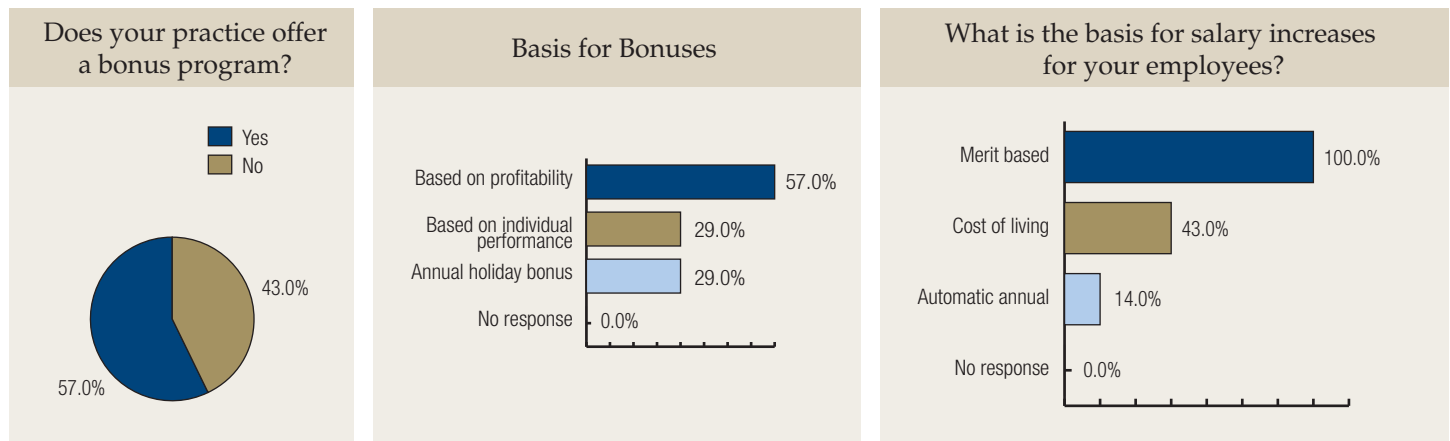 Does your practice offer
a bonus program?
Yes
No
43.0%
57.0%
Basis for Bonuses
Based on profitability
57.0%
Based on individual
performance
29.0%
Annual holiday bonus
29.0%
No response
0.0%
What is the basis for salary increases
for your employees?
Merit based
100.0%
Cost of living
43.0%
Automatic annual
14.0%
No response
0.0%